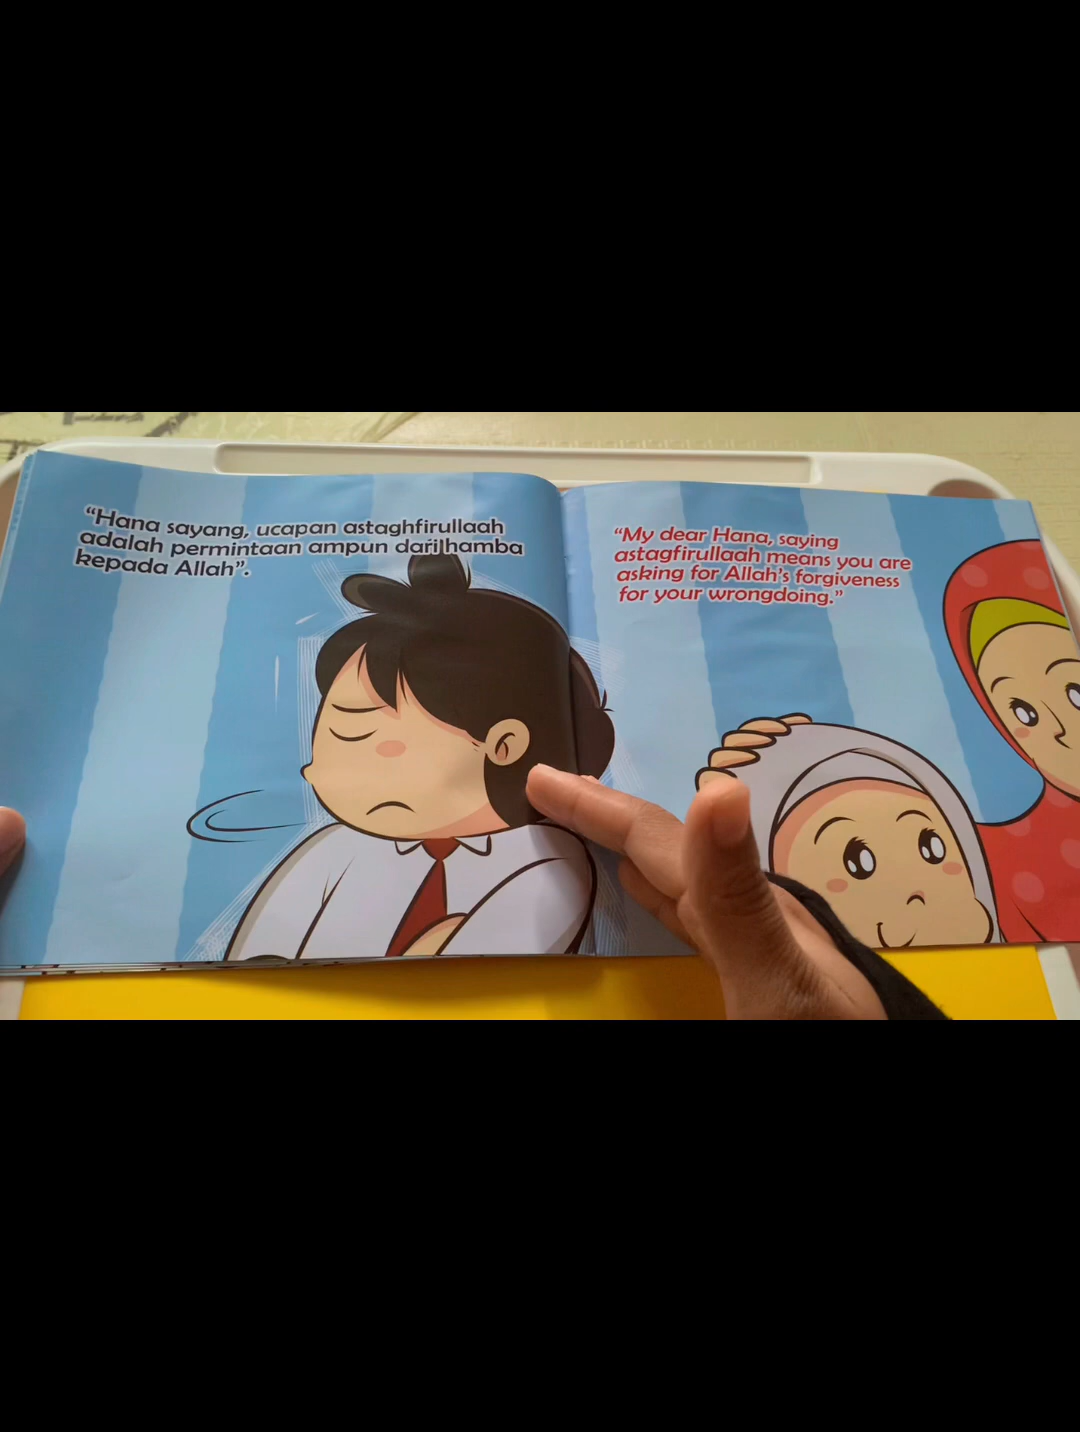 “Hana sayang, ucapan astaghfirullaah
adalah permintaan ampun dari hamba
kepada Allah”.
“My dear Hana, saying
astagfirullaah means you are
asking for Allah's forgiveness
for your wrongdoing.”